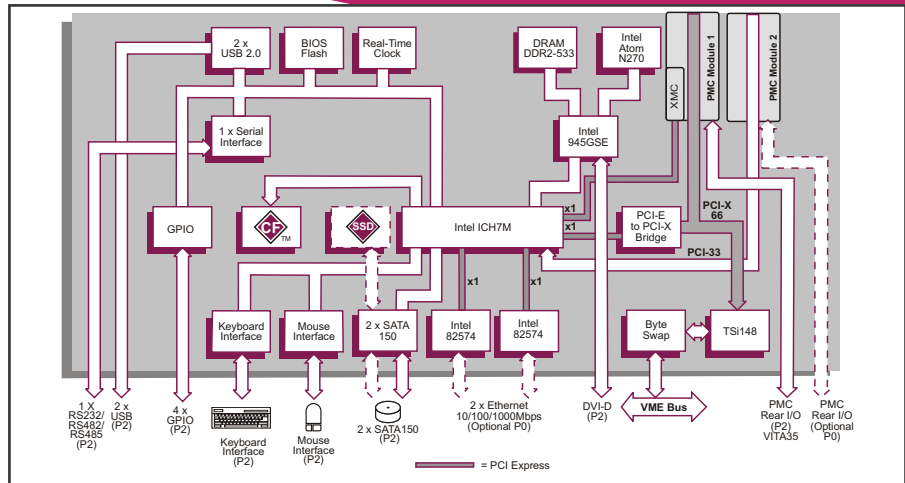 2 x
USB 2.0
BIOS
Flash
Real-Time
Clock
DRAM
DDR2-533
Intel
Atom
N270
XMC
PMC Module 1
PMC Module 2
1 x Serial
Interface
Intel
945GSE
GPIO
CF
TM
SSD
Intel ICH7M
x1
x1
PCI-E
to PCI-X
Bridge
PCI-X
66
PCI-33
x1
x1
Keyboard
Interface
Mouse
Interface
2 x SATA
150
Intel
82574
Intel
82574
Byte
Swap
TSi148
1 X
RS232/
RS482/
RS485
(P2)
2 x
USB
(P2)
4 x
GPIO
(P2)
Keyboard
Interface
(P2)
Mouse
Interface
(P2)
2 x SATA150
(P2)
2 x Ethernet
10/100/1000Mbps
(Optional P0)
DVI-D
(P2)
VME Bus
PMC
Rear I/O
(P2)
VITA35
PMC
Rear I/O
(Optional
P0)
= PCI Express